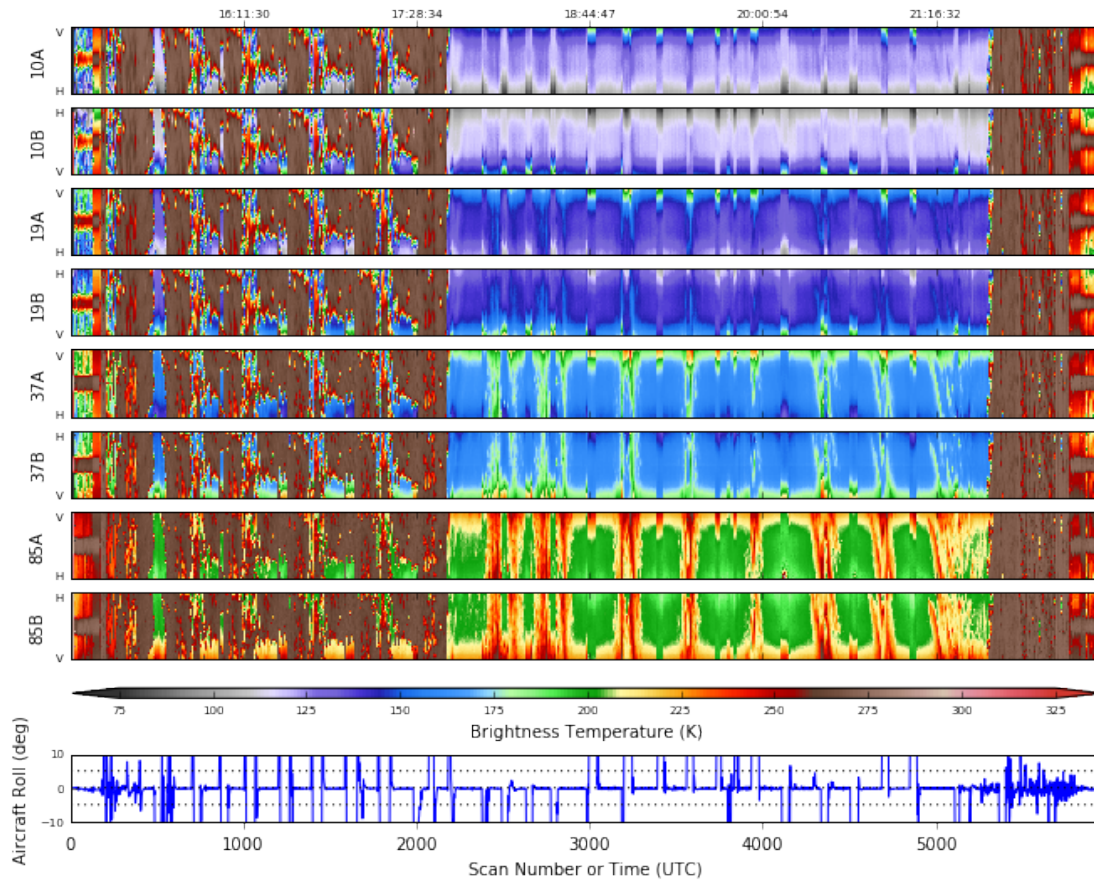 16:11:30 17:28:34 18:44:47 20:00:54 21:16:32
V
10A
H
H
10B
V
V
19A
H
H
19B
V
V
37A
H
H
37B
V
V
85A
H
H
85B
V
75 100 125 150 175 200 225 250 275 300 325
Brightness Temperature (K)
Aircraft Roll (deg)
10
0
−10
0 1000 2000 3000 4000 5000
Scan Number or Time (UTC)